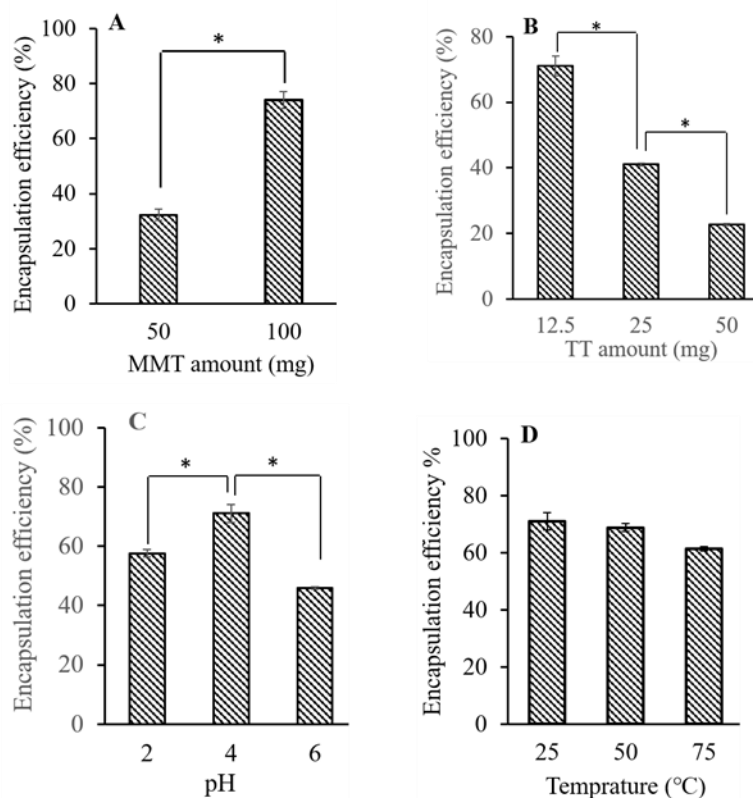 A
Encapsulation efficiency (%)
100
80
60
40
20
0
*
50 100
MMT amount (mg)
B
Encapsulation efficiency (%)
80
60
40
20
0
*
*
12.5 25 50
TT amount (mg)
C
Encapsulation efficiency (%)
100
80
60
40
20
0
*
*
2 4 6
pH
D
Encapsulation efficiency %
100
80
60
40
20
0
25 50 75
Temprature (°C)